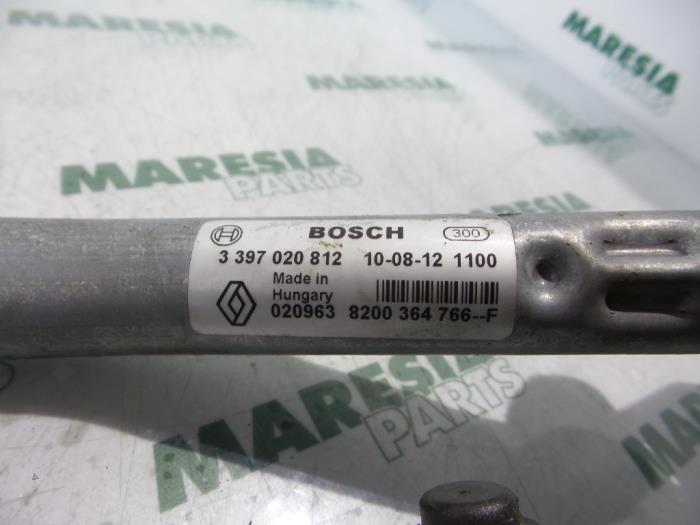 MARESIA
PARTS
MARESIA
PARTS
BOSCH 300
3 397 020 812 10-08-12 1100
Made in
Hungary
020963 8200 364 766--F
MARESIA
PARTS